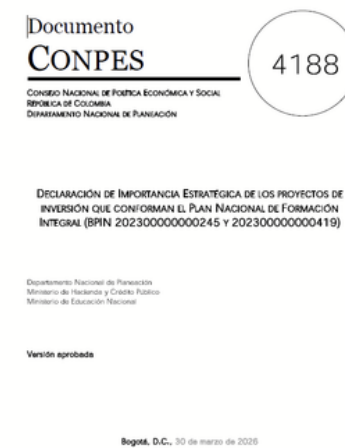 Documento
CONPES
4188
CONSEJO NACIONAL DE POLÍTICA ECONÓMICA Y SOCIAL
REPÚBLICA DE COLOMBIA
DEPARTAMENTO NACIONAL DE PLANEACIÓN
DECLARACIÓN DE IMPORTANCIA ESTRATÉGICA DE LOS PROYECTOS DE
INVERSIÓN QUE CONFORMAN EL PLAN NACIONAL DE FORMACIÓN
INTEGRAL (BPIN 202300000000245 Y 202300000000419)
Departamento Nacional de Planeación
Ministerio de Hacienda y Crédito Público
Ministerio de Educación Nacional
Versión aprobada
Bogotá, D.C., 30 de marzo de 2026